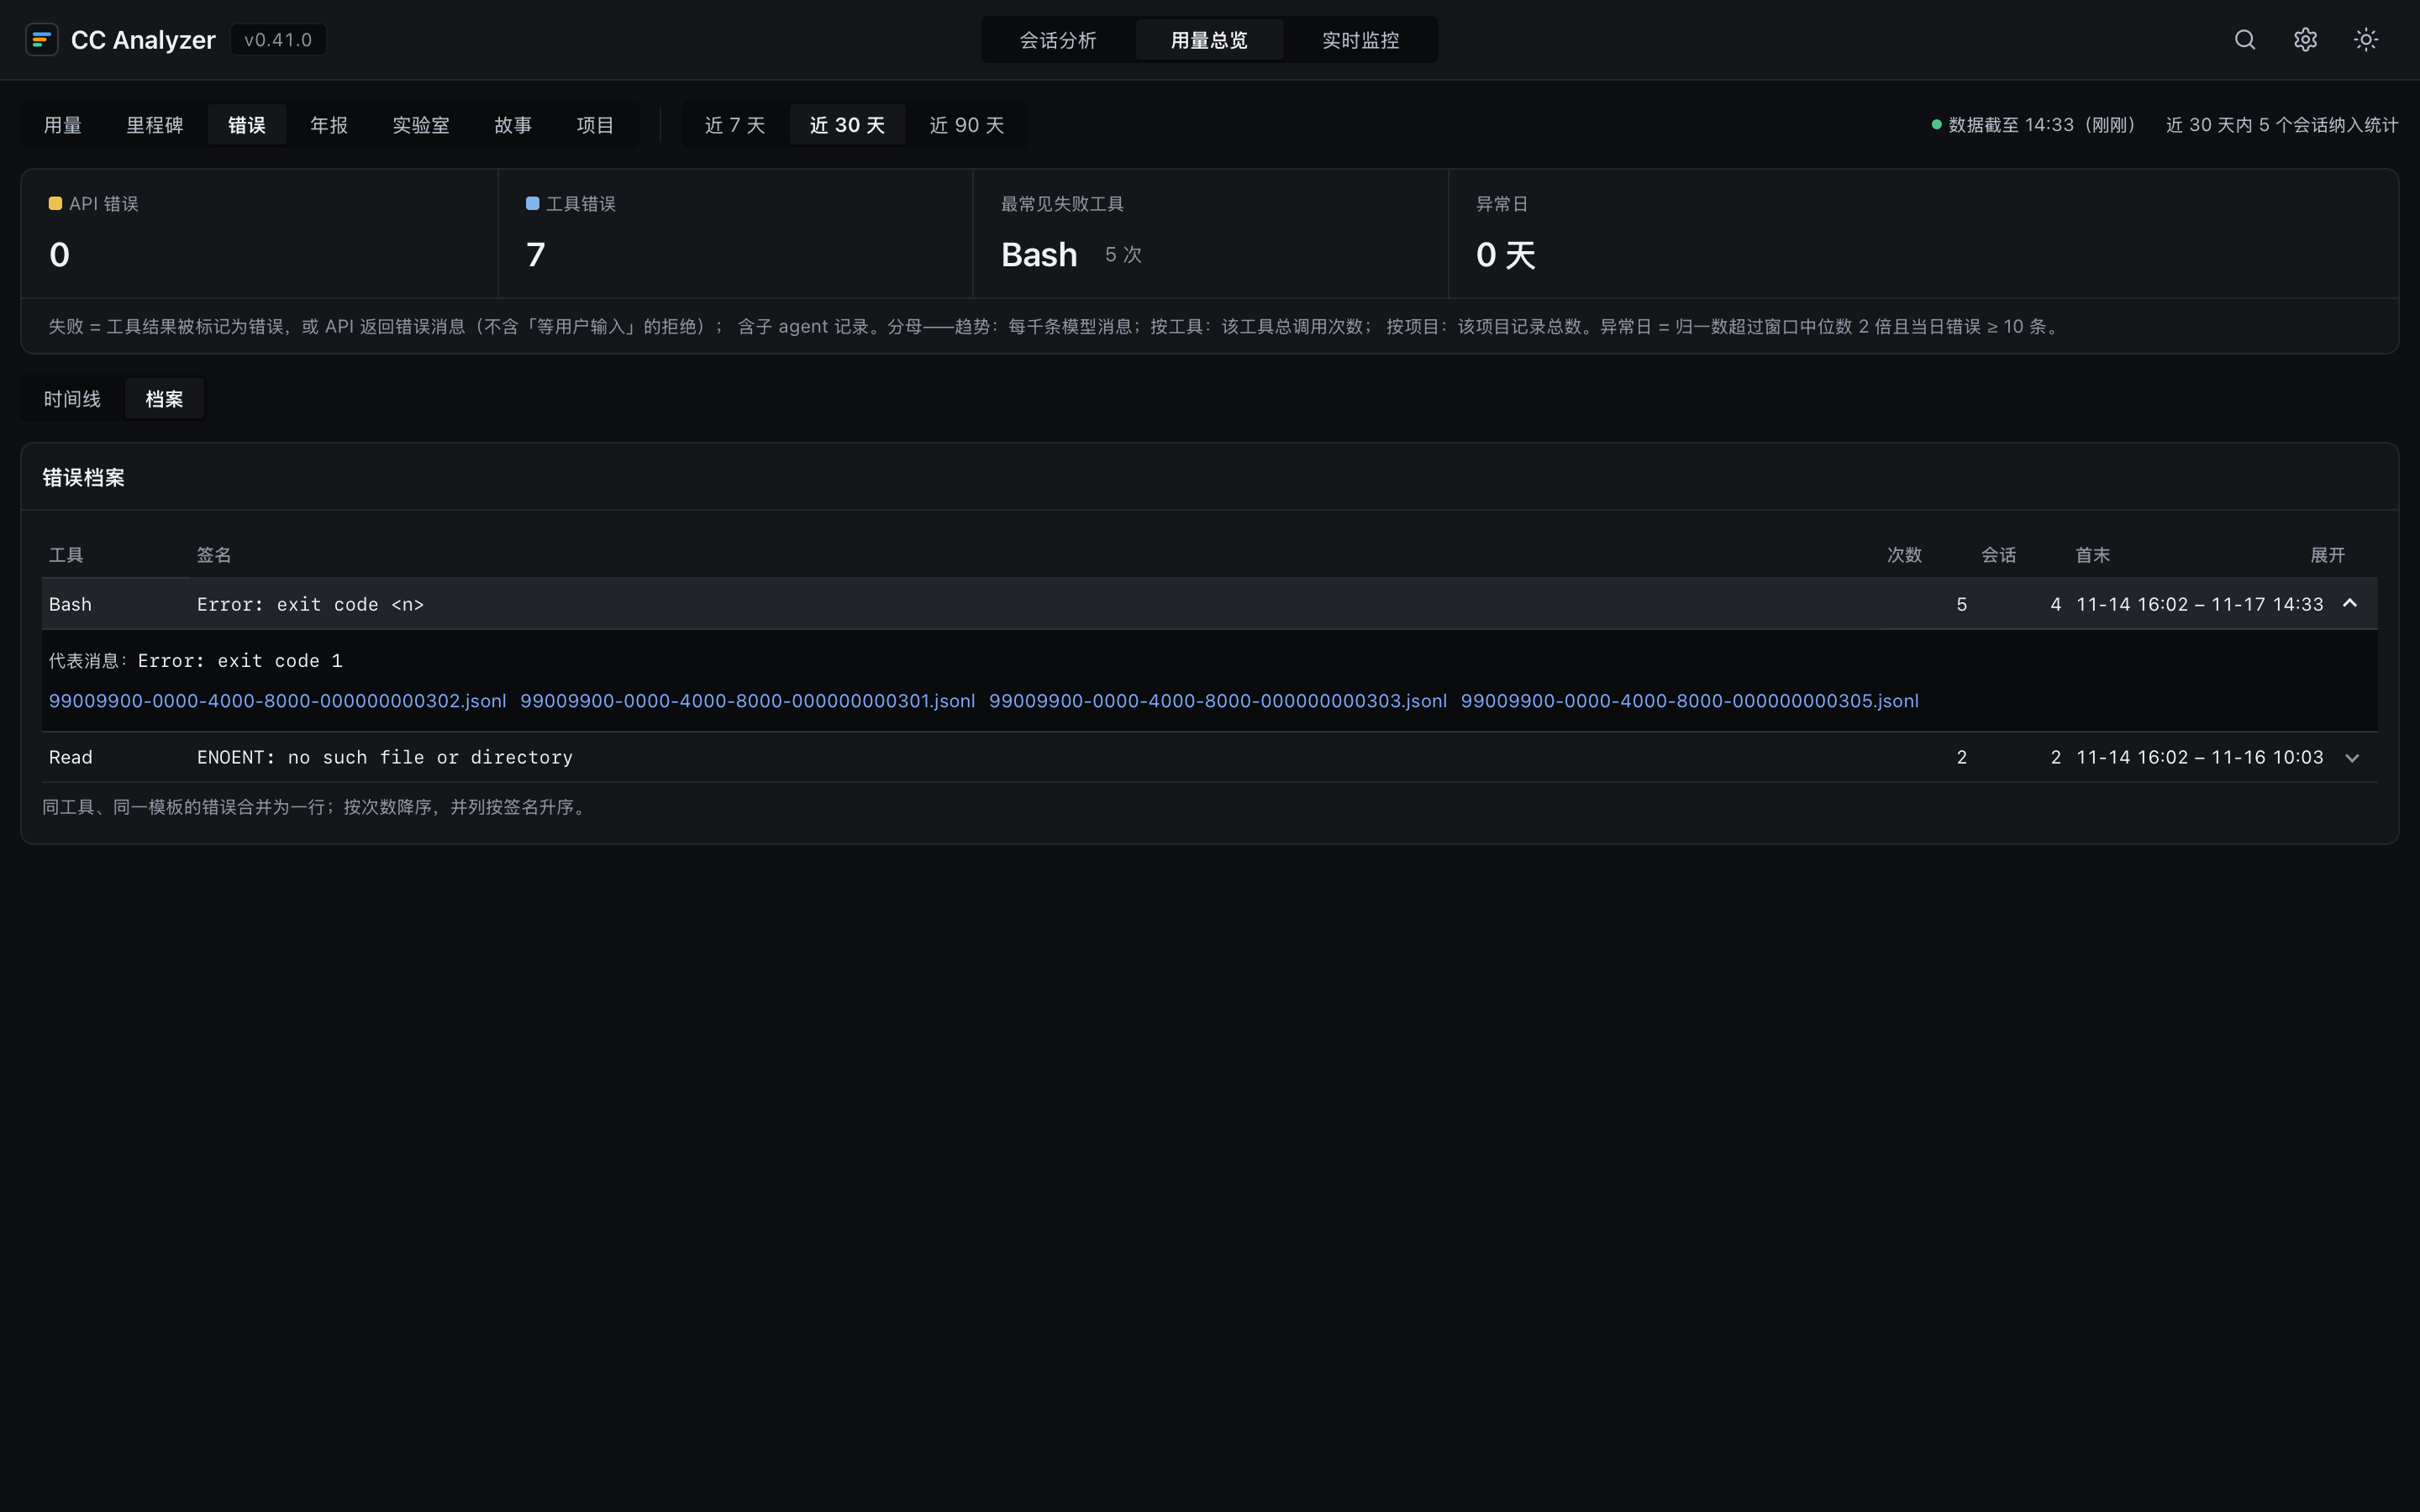 CC Analyzer v0.41.0 会话分析 用量总览 实时监控
用量 里程碑 错误 年报 实验室 故事 项目 近 7 天 近 30 天 近 90 天 数据截至 14:33（刚刚） 近 30 天内 5 个会话纳入统计
API 错误 工具错误 最常见失败工具 异常日
0 7 Bash 5 次 0 天
失败 = 工具结果被标记为错误，或 API 返回错误消息（不含「等用户输入」的拒绝）； 含子 agent 记录。分母——趋势：每千条模型消息；按工具：该工具总调用次数； 按项目：该项目记录总数。异常日 = 归一数超过窗口中位数 2 倍且当日错误 ≥ 10 条。
时间线 档案
错误档案
工具 签名 次数 会话 首末 展开
Bash Error: exit code <n> 5 4 11-14 16:02 – 11-17 14:33
代表消息：Error: exit code 1
99009900-0000-4000-8000-000000000302.jsonl 99009900-0000-4000-8000-000000000301.jsonl 99009900-0000-4000-8000-000000000303.jsonl 99009900-0000-4000-8000-000000000305.jsonl
Read ENOENT: no such file or directory 2 2 11-14 16:02 – 11-16 10:03
同工具、同一模板的错误合并为一行；按次数降序，并列按签名升序。